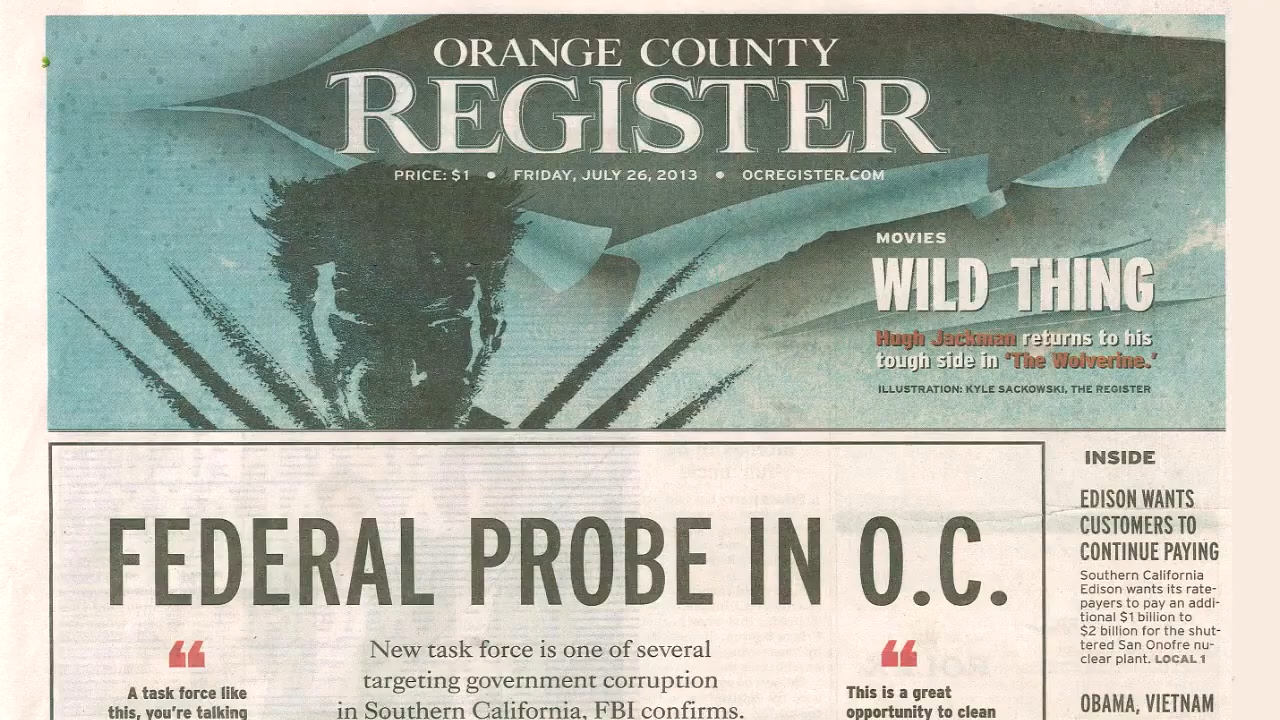 ORANGE COUNTY
REGISTER
PRICE: $1 • FRIDAY, JULY 26, 2013 • OCREGISTER.COM
MOVIES
WILD THING
Hugh Jackman returns to his
tough side in ‘The Wolverine.’
ILLUSTRATION: KYLE SACKOWSKI, THE REGISTER
FEDERAL PROBE IN O.C.
New task force is one of several
targeting government corruption
in Southern California, FBI confirms.
“
A task force like
this, you’re talking
“
This is a great
opportunity to clean
INSIDE
EDISON WANTS
CUSTOMERS TO
CONTINUE PAYING
Southern California
Edison wants its rate-
payers to pay an addi-
tional $1 billion to
$2 billion for the shut-
tered San Onofre nu-
clear plant. LOCAL 1
OBAMA, VIETNAM